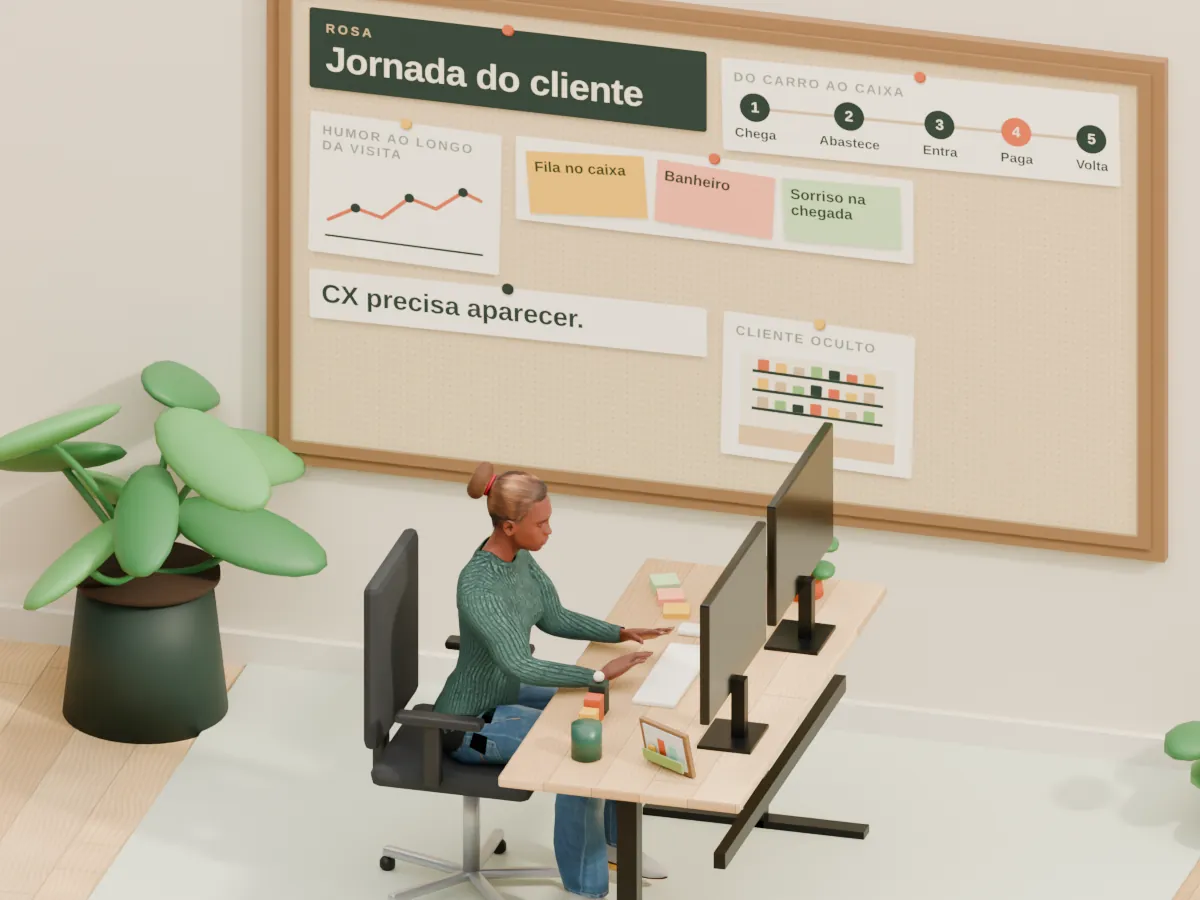 ROSA
Jornada do cliente
DO CARRO AO CAIXA
1
2
3
4
5
Chega
Abastece
Entra
Paga
Volta
HUMOR AO LONGO
DA VISITA
Fila no caixa
Banheiro
Sorriso na
chegada
CX precisa aparecer.
CLIENTE OCULTO